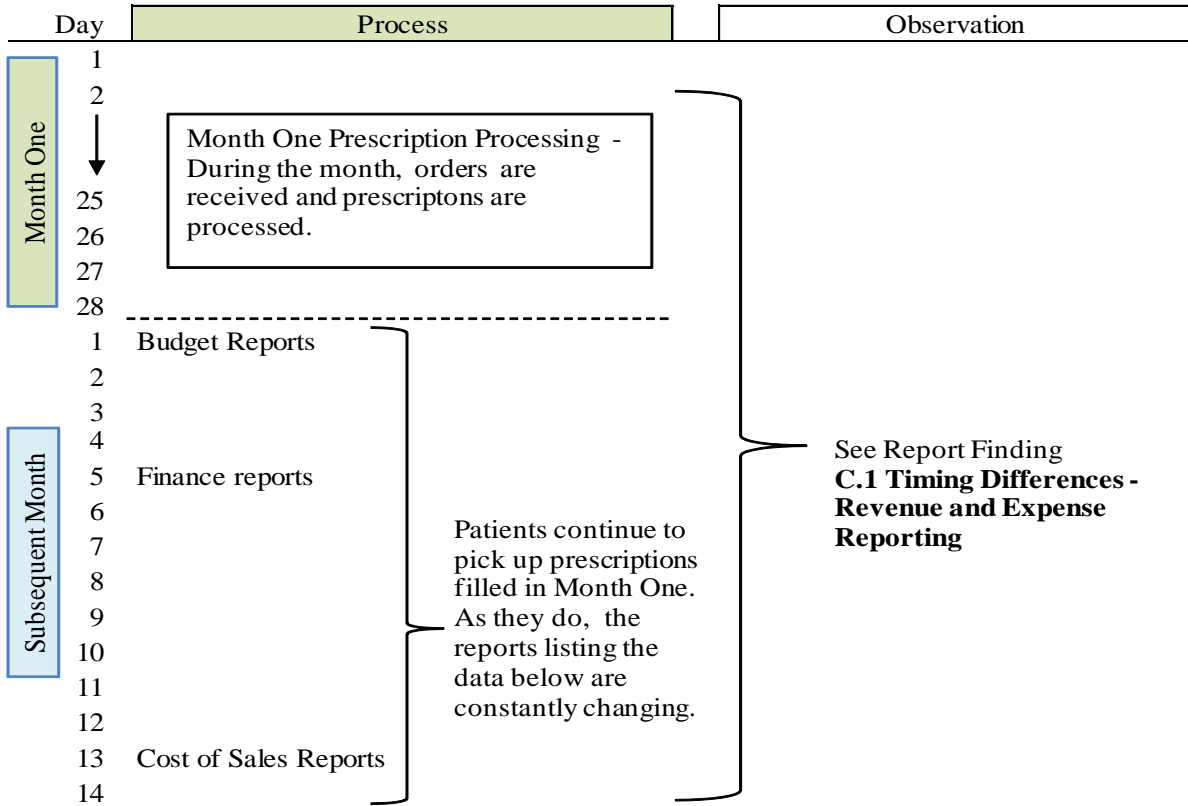 Day Process Observation
Month One
1
2
Month One Prescription Processing -
During the month, orders are
received and prescriptons are
processed.
25
26
27
28
Subsequent Month
1 Budget Reports
2
3
4
5 Finance reports
6
7
8
9
10
11
12
13 Cost of Sales Reports
14
Patients continue to
pick up prescriptions
filled in Month One.
As they do, the
reports listing the
data below are
constantly changing.
See Report Finding
C.1 Timing Differences -
Revenue and Expense
Reporting